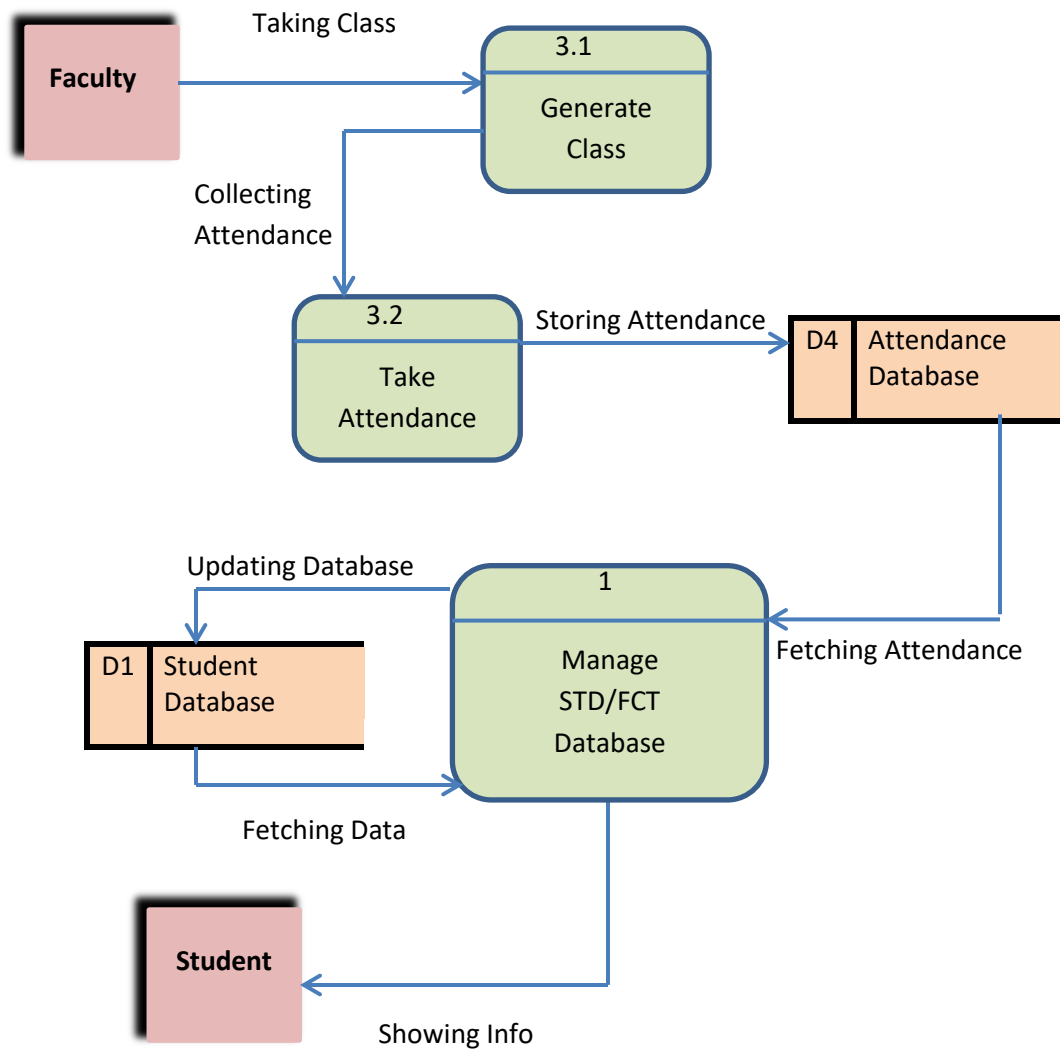 Taking Class
Faculty
3.1
Generate
Class
Collecting
Attendance
3.2
Take
Attendance
Storing Attendance
D4
Attendance
Database
Updating Database
1
Manage
STD/FCT
Database
Fetching Attendance
D1
Student
Database
Fetching Data
Student
Showing Info